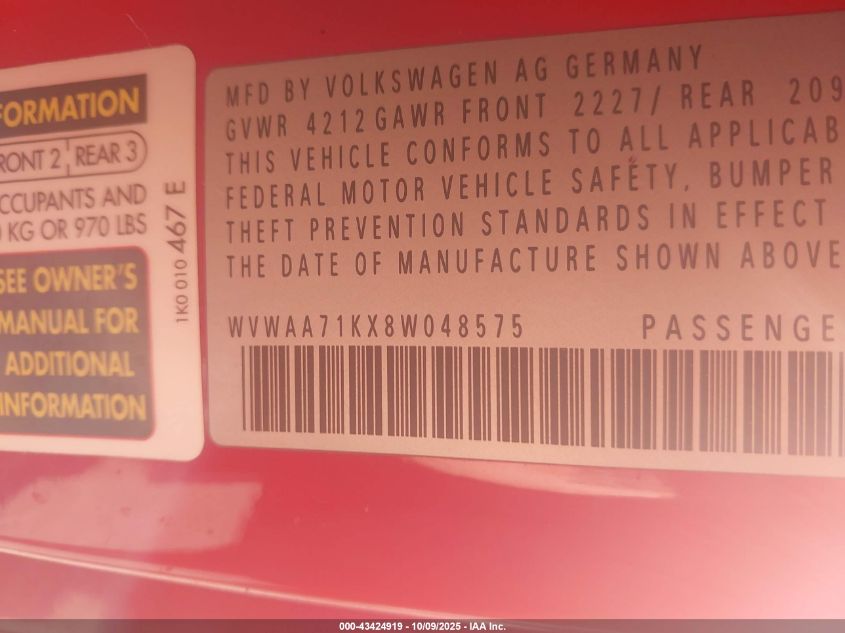 FORMATION
RONT 2 REAR 3
CCUPANTS AND
KG OR 970 LBS
SEE OWNER'S
MANUAL FOR
ADDITIONAL
INFORMATION
1K0 010 467 E
MFD BY VOLKSWAGEN AG GERMANY
GVWR 4212 GAWR FRONT 2227/ REAR 209
THIS VEHICLE CONFORMS TO ALL APPLICAB
FEDERAL MOTOR VEHICLE SAFETY, BUMPER
THEFT PREVENTION STANDARDS IN EFFECT
THE DATE OF MANUFACTURE SHOWN ABOVE
WVWAA71KX8W048575 PASSENGE
000-43424919 - 10/09/2025 - IAA Inc.